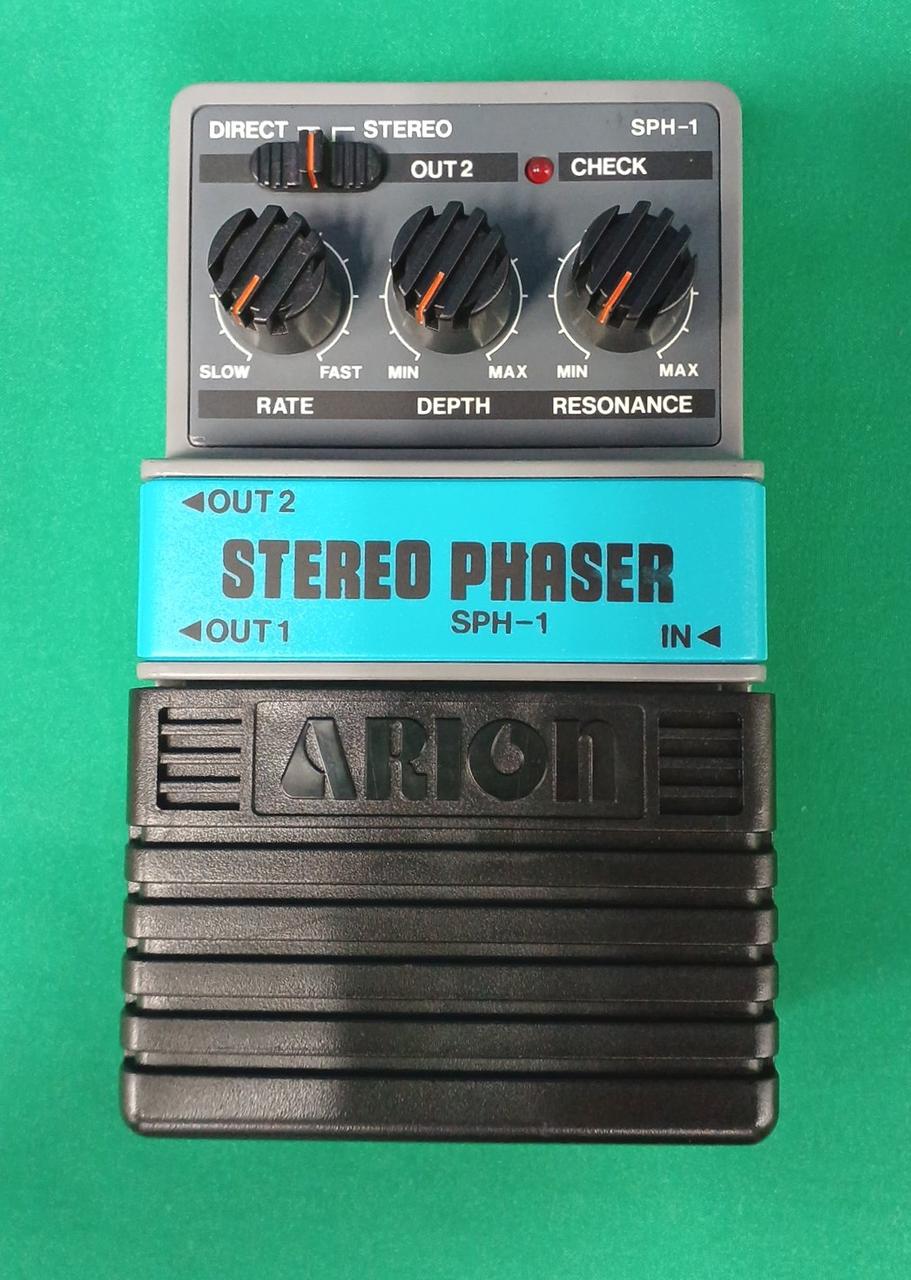 DIRECT STEREO SPH-1
OUT 2 CHECK
SLOW FAST MIN MAX MIN MAX
RATE DEPTH RESONANCE
◀OUT 2
STEREO PHASER
SPH-1
◀OUT 1 IN◀
ARION